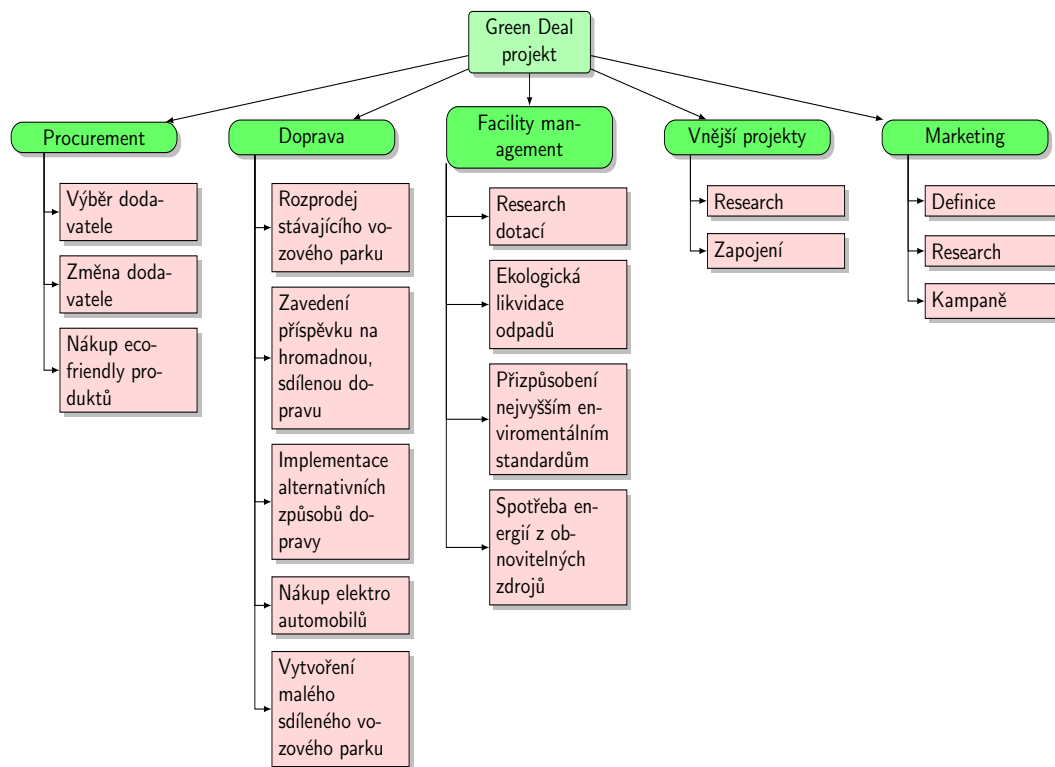 Green Deal
projekt
Procurement
Výběr doda-
vatele
Změna doda-
vatele
Nákup eco-
friendly pro-
duktů
Doprava
Rozprodej
stávajícího vo-
zového parku
Zavedení
příspěvku na
hromadnou,
sdílenou do-
pravu
Implementace
alternativních
způsobů do-
pravy
Nákup elektro
automobilů
Vytvoření
malého
sdíleného vo-
zového parku
Facility man-
agement
Research
dotací
Ekologická
likvidace
odpadů
Přizpůsobení
nejvyšším en-
viromentálním
standardům
Spotřeba en-
ergií z ob-
novitelných
zdrojů
Vnější projekty
Research
Zapojení
Marketing
Definice
Research
Kampaně